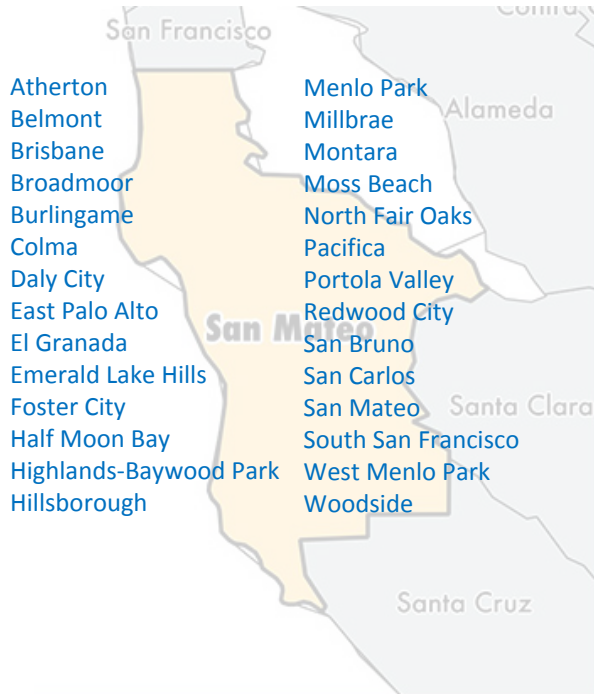 San Francisco
Contra C
Atherton
Belmont
Brisbane
Broadmoor
Burlingame
Colma
Daly City
East Palo Alto
El Granada
Emerald Lake Hills
Foster City
Half Moon Bay
Highlands-Baywood Park
Hillsborough
Menlo Park
Millbrae
Montara
Moss Beach
North Fair Oaks
Pacifica
Portola Valley
Redwood City
San Bruno
San Carlos
San Mateo
South San Francisco
West Menlo Park
Woodside
Alameda
San Mateo
Santa Clara
Santa Cruz